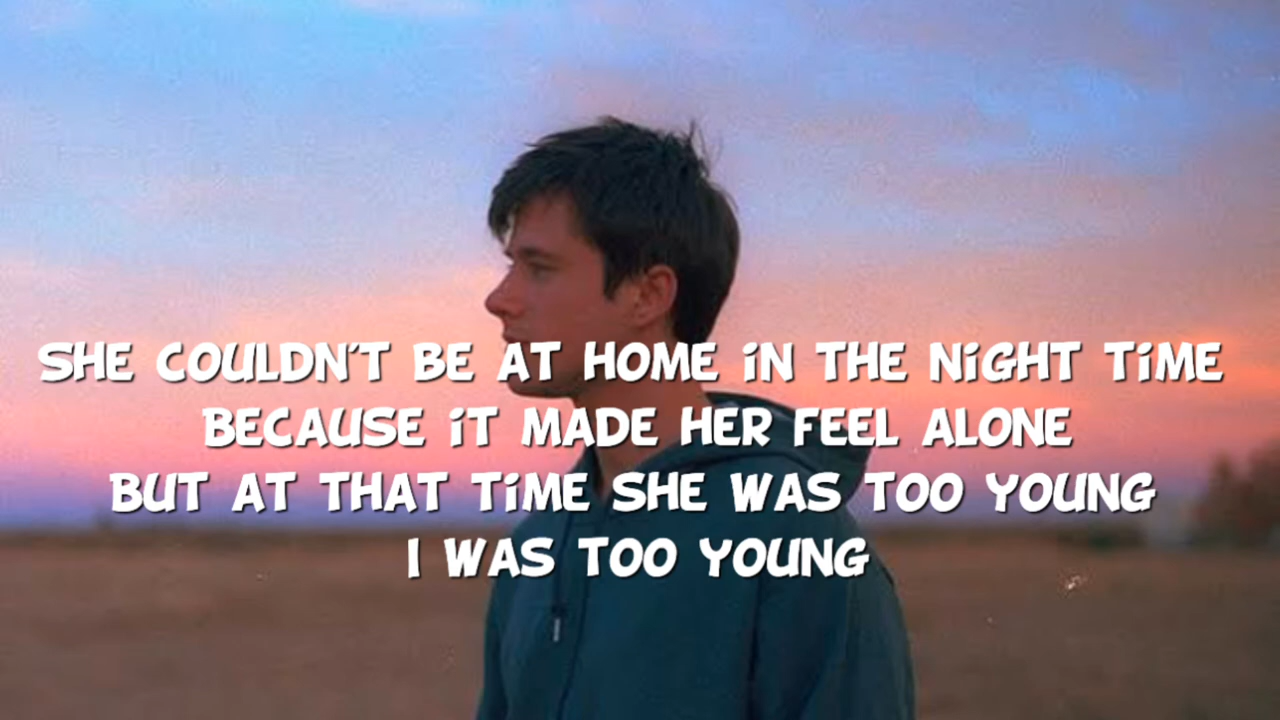 SHE COULDN'T BE AT HOME iN THE NiGHT TiME
BECAUSE iT MADE HER FEEL ALONE
BUT AT THAT TiME SHE WAS TOO YOUNG
I WAS TOO YOUNG